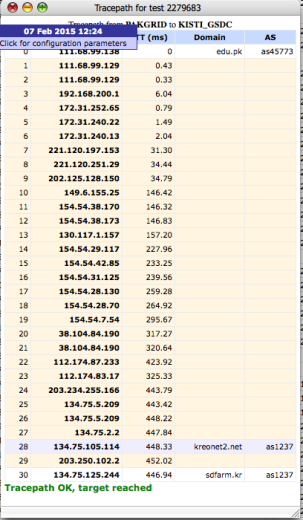 Tracepath for test 2279683
Tracepath from PAKGRID to KISTI_GSDC
07 Feb 2015 12:24
Click for configuration parameters
TT (ms) Domain AS
0 111.68.99.138 0 edu.pk as45773
1 111.68.99.129 0.43
2 111.68.99.129 0.33
3 192.168.200.1 6.04
4 172.31.252.65 0.79
5 172.31.240.22 1.49
6 172.31.240.13 2.04
7 221.120.197.153 31.30
8 221.120.251.29 34.44
9 202.125.128.150 34.79
10 149.6.155.25 146.42
11 154.54.38.170 146.32
12 154.54.38.173 146.83
13 130.117.1.157 157.20
14 154.54.29.117 227.96
15 154.54.42.85 233.25
16 154.54.31.125 239.56
17 154.54.28.130 259.28
18 154.54.28.70 264.92
19 154.54.7.54 295.67
20 38.104.84.190 317.27
21 38.104.84.190 320.64
22 112.174.87.233 423.92
23 112.174.83.17 325.33
24 203.234.255.166 443.79
25 134.75.5.209 443.42
26 134.75.5.209 448.22
27 134.75.2.2 447.84
28 134.75.105.114 448.33 kreonet2.net as1237
29 203.250.102.2 452.02
30 134.75.125.244 446.94 sdfarm.kr as1237
Tracepath OK, target reached